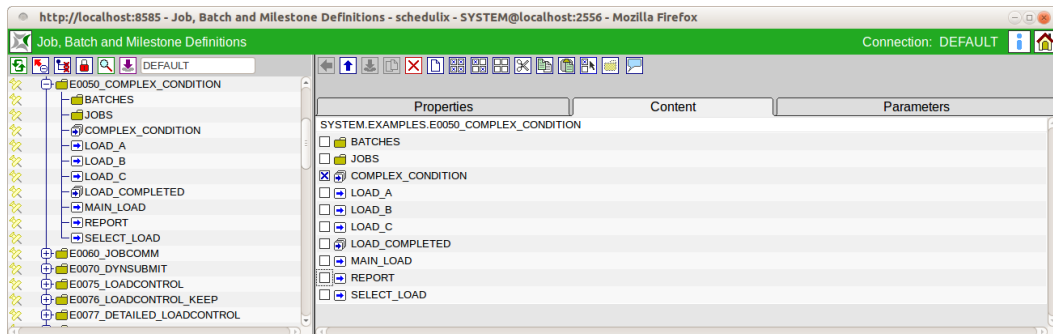 http://localhost:8585 - Job, Batch and Milestone Definitions - schedulix - SYSTEM@localhost:2556 - Mozilla Firefox
Job, Batch and Milestone Definitions
Connection: DEFAULT
DEFAULT
E0050_COMPLEX_CONDITION
BATCHES
JOBS
COMPLEX_CONDITION
LOAD_A
LOAD_B
LOAD_C
LOAD_COMPLETED
MAIN_LOAD
REPORT
SELECT_LOAD
E0060_JOBCOMM
E0070_DYNSUBMIT
E0075_LOADCONTROL
E0076_LOADCONTROL_KEEP
E0077_DETAILED_LOADCONTROL
Properties
Content
Parameters
SYSTEM.EXAMPLES.E0050_COMPLEX_CONDITION
BATCHES
JOBS
COMPLEX_CONDITION
LOAD_A
LOAD_B
LOAD_C
LOAD_COMPLETED
MAIN_LOAD
REPORT
SELECT_LOAD